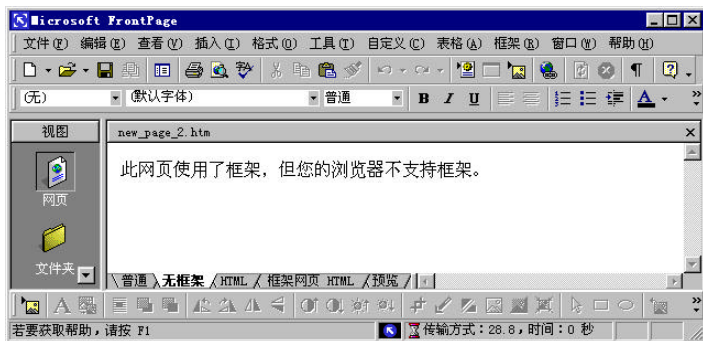 Microsoft FrontPage
文件(F) 编辑(E) 查看(V) 插入(I) 格式(O) 工具(T) 自定义(C) 表格(A) 框架(R) 窗口(W) 帮助(H)
(无) (默认字体) 普通 B I U A
视图 new_page_2.htm
此网页使用了框架，但您的浏览器不支持框架。
网页
文件夹
普通 无框架 HTML 框架网页 HTML 预览
A
若要获取帮助，请按 F1 传输方式：28.8，时间：0 秒